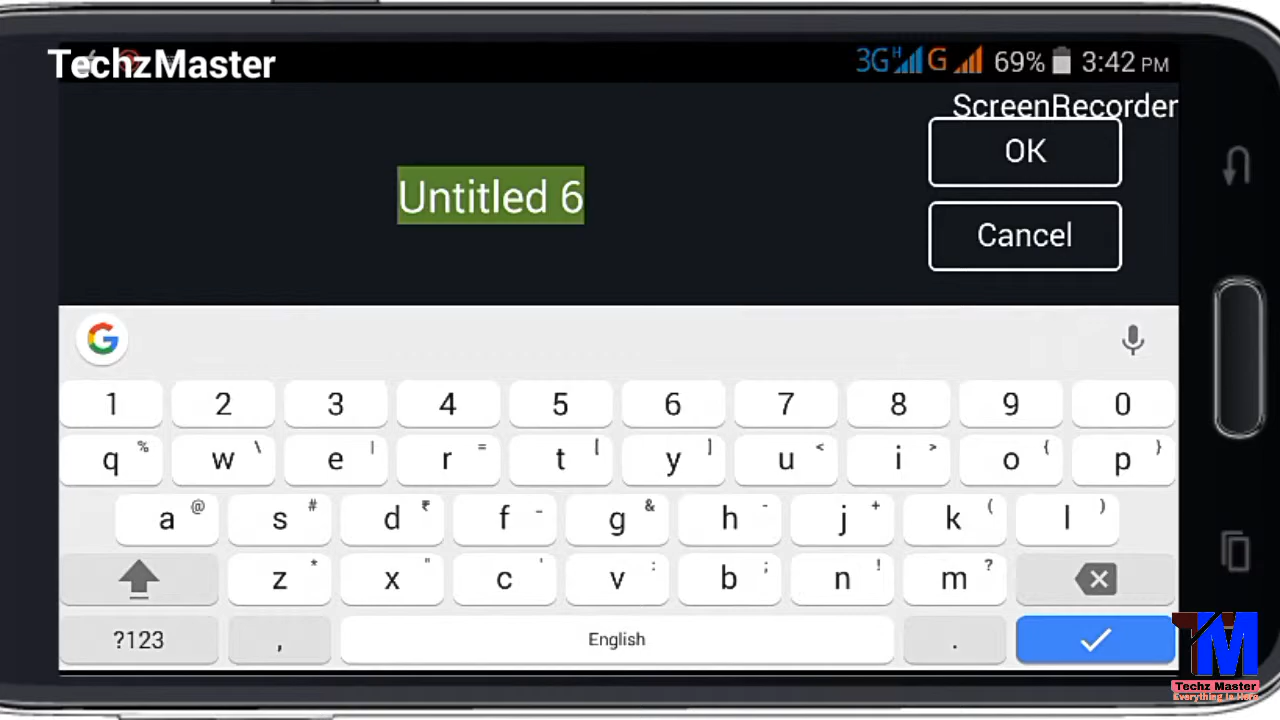 TechzMaster
3G H G 69% 3:42 PM
ScreenRecorder
OK
Untitled 6
Cancel
G
1 2 3 4 5 6 7 8 9 0
q % w \ e | r = t [ y ] u < i > o { p }
a @ s # d ₹ f _ g & h - j + k ( l )
z * x " c ' v : b ; n ! m ?
?123 , English .
TM
Techz Master
Everything Is Here